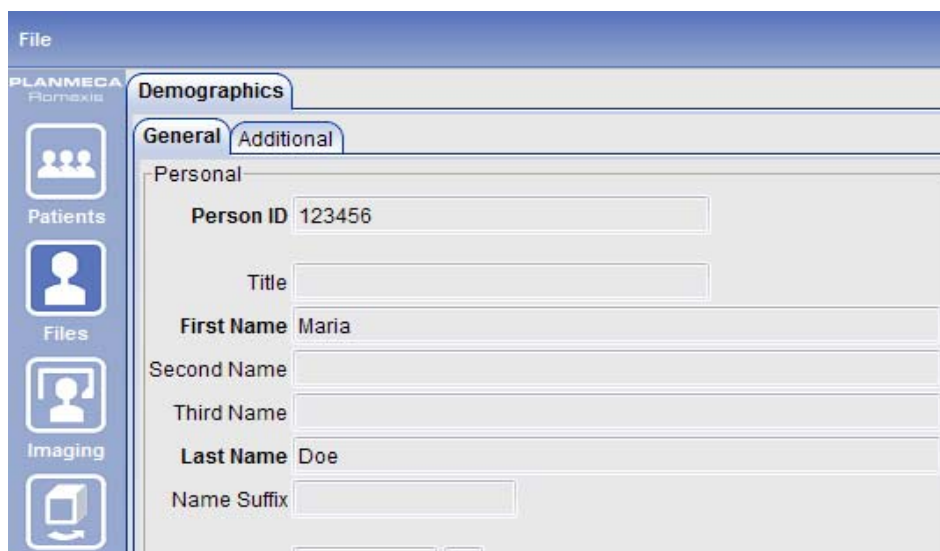 File
PLANMECA
Romexis
Patients
Files
Imaging
Demographics
General Additional
Personal
Person ID 123456
Title
First Name Maria
Second Name
Third Name
Last Name Doe
Name Suffix